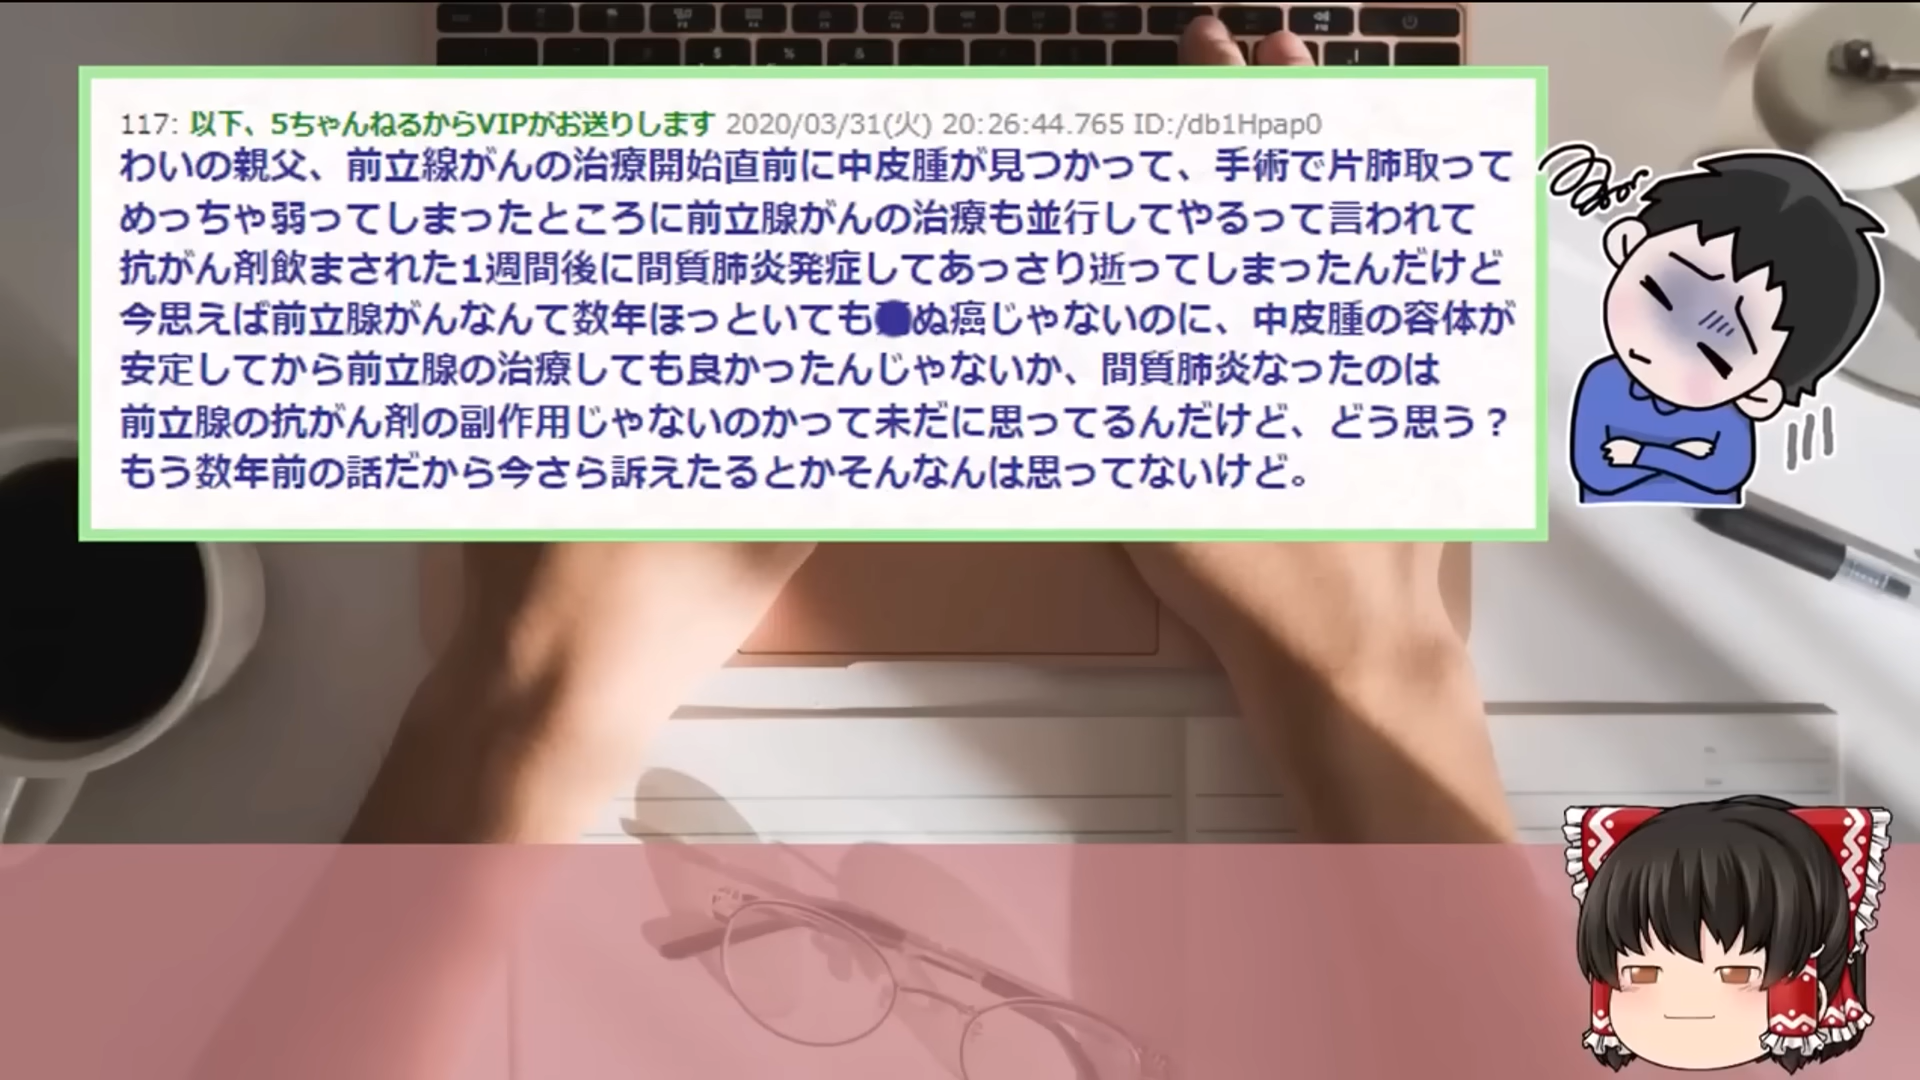 117: 以下、5ちゃんねるからVIPがお送りします 2020/03/31(火) 20:26:44.765 ID:/db1Hpap0
わいの親父、前立線がんの治療開始直前に中皮腫が見つかって、手術で片肺取って
めっちゃ弱ってしまったところに前立腺がんの治療も並行してやるって言われて
抗がん剤飲まされた1週間後に間質肺炎発症してあっさり逝ってしまったんだけど
今思えば前立腺がんなんて数年ほっといても●ぬ癌じゃないのに、中皮腫の容体が
安定してから前立腺の治療しても良かったんじゃないか、間質肺炎なったのは
前立腺の抗がん剤の副作用じゃないのかって未だに思ってるんだけど、どう思う？
もう数年前の話だから今さら訴えたるとかそんなんは思ってないけど。